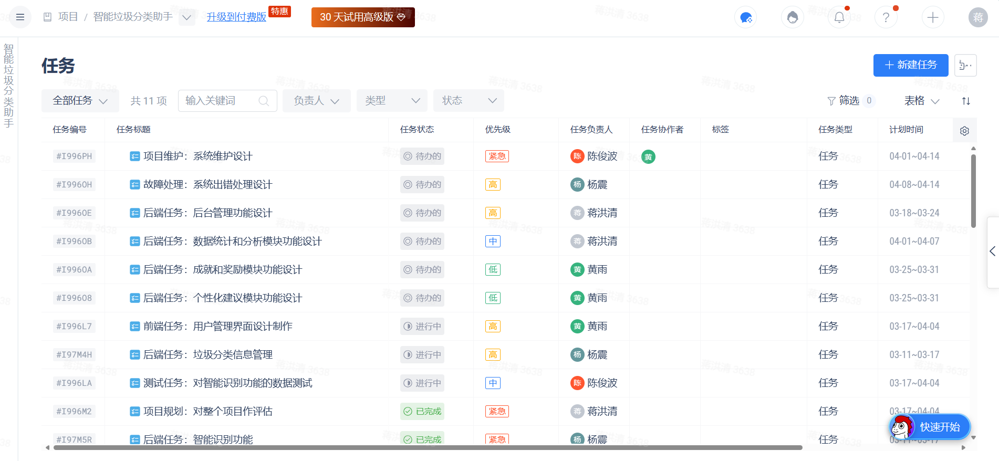 项目 / 智能垃圾分类助手 升级到付费版 特惠 30 天试用高级版 ? 蒋
智能垃圾分类助手
任务
新建任务
全部任务 共 11 项 输入关键词 负责人 类型 状态 筛选 0 表格
任务编号 任务标题 任务状态 优先级 任务负责人 任务协作者 标签 任务类型 计划时间
#I996PH 项目维护：系统维护设计 待办的 紧急 陈 陈俊波 黄 任务 04-01~04-14
#I996OH 故障处理：系统出错处理设计 待办的 高 杨 杨震 任务 04-08~04-14
#I996OE 后端任务：后台管理功能设计 待办的 高 蒋 蒋洪清 任务 03-18~03-24
#I996OB 后端任务：数据统计和分析模块功能设计 待办的 中 蒋 蒋洪清 任务 04-01~04-07
#I996OA 后端任务：成就和奖励模块功能设计 待办的 低 黄 黄雨 任务 03-25~03-31
#I996O8 后端任务：个性化建议模块功能设计 待办的 低 黄 黄雨 任务 03-25~03-31
#I996L7 前端任务：用户管理界面设计制作 进行中 高 黄 黄雨 任务 03-17~04-04
#I97M4H 后端任务：垃圾分类信息管理 进行中 高 杨 杨震 任务 03-11~03-17
#I996LA 测试任务：对智能识别功能的数据测试 进行中 中 陈 陈俊波 任务 03-17~04-04
#I996M2 项目规划：对整个项目作评估 已完成 紧急 蒋 蒋洪清 任务 03-17~04-04
#I97M5R 后端任务：智能识别功能 已完成 紧急 杨 杨震 任务 03-11~03-17
快速开始
蒋洪清 3638